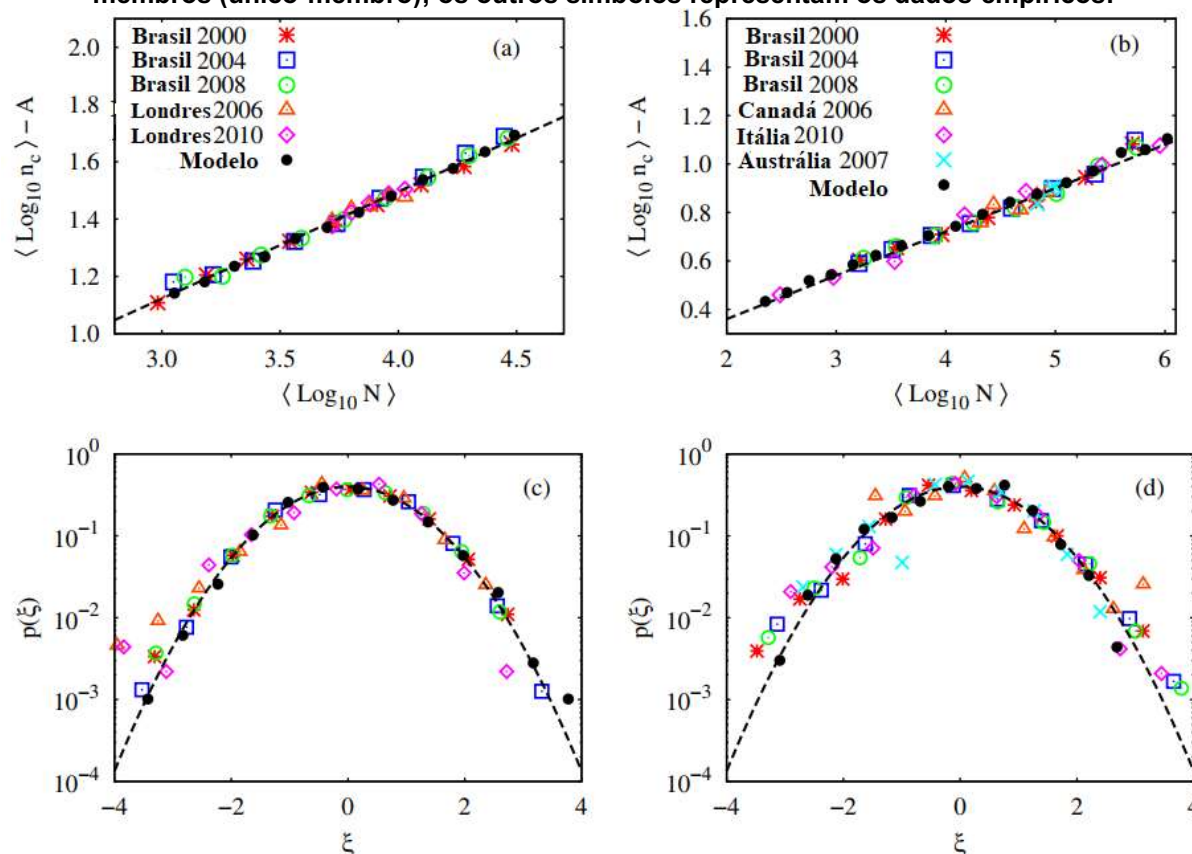 membros (único-membro), os outros símbolos representam os dados empíricos.
(a)
Brasil 2000
Brasil 2004
Brasil 2008
Londres 2006
Londres 2010
Modelo
⟨ Log10 nc ⟩ − A
2.0
1.8
1.6
1.4
1.2
1.0
3.0 3.5 4.0 4.5
⟨ Log10 N ⟩
(b)
Brasil 2000
Brasil 2004
Brasil 2008
Canadá 2006
Itália 2010
Austrália 2007
Modelo
⟨ Log10 nc ⟩ − A
1.6
1.4
1.2
1.0
0.8
0.6
0.4
2 3 4 5 6
⟨ Log10 N ⟩
(c)
p(ξ)
10^0
10^-1
10^-2
10^-3
10^-4
−4 −2 0 2 4
ξ
(d)
p(ξ)
10^0
10^-1
10^-2
10^-3
10^-4
−4 −2 0 2 4
ξ